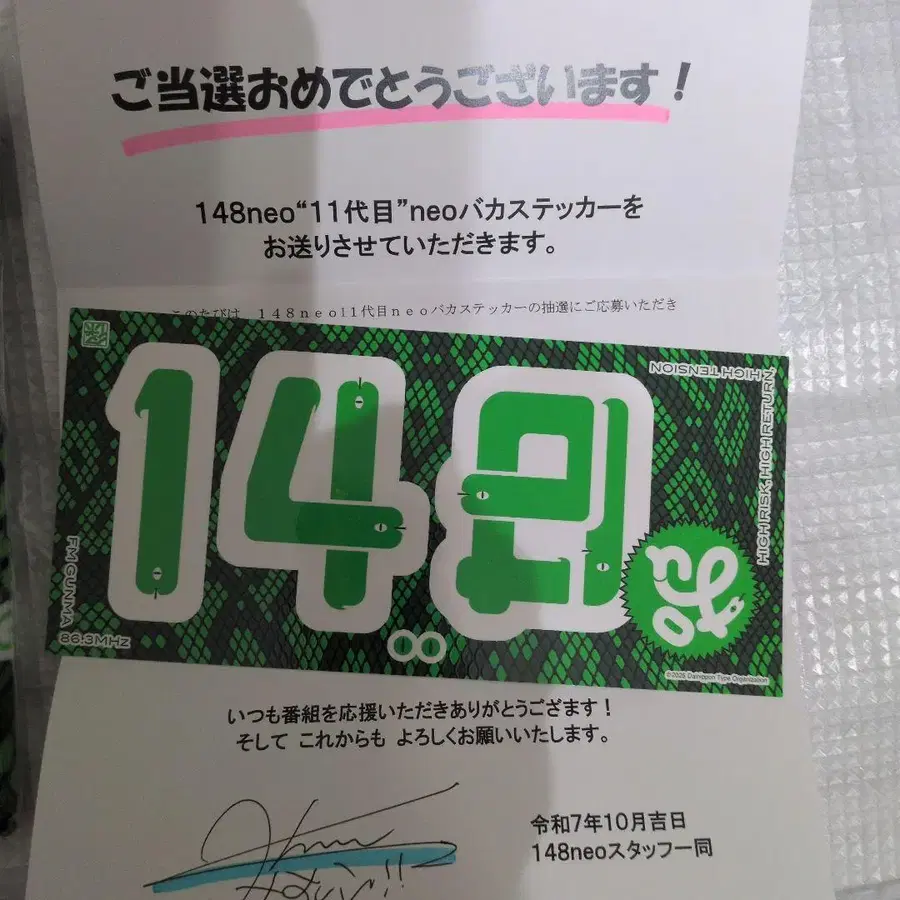 ご当選おめでとうございます！
148neo“11代目”neoバカステッカーを
お送りさせていただきます。
このたびは、148neo11代目neoバカステッカーの抽選にご応募いただき
HIGH TENSION
HIGH RISK, HIGH RETURN,
14
FM GUNMA
86.3MHz
©2025 Dainippon Type Organization
いつも番組を応援いただきありがとうござます！
そして これからも よろしくお願いいたします。
令和7年10月吉日
148neoスタッフ一同